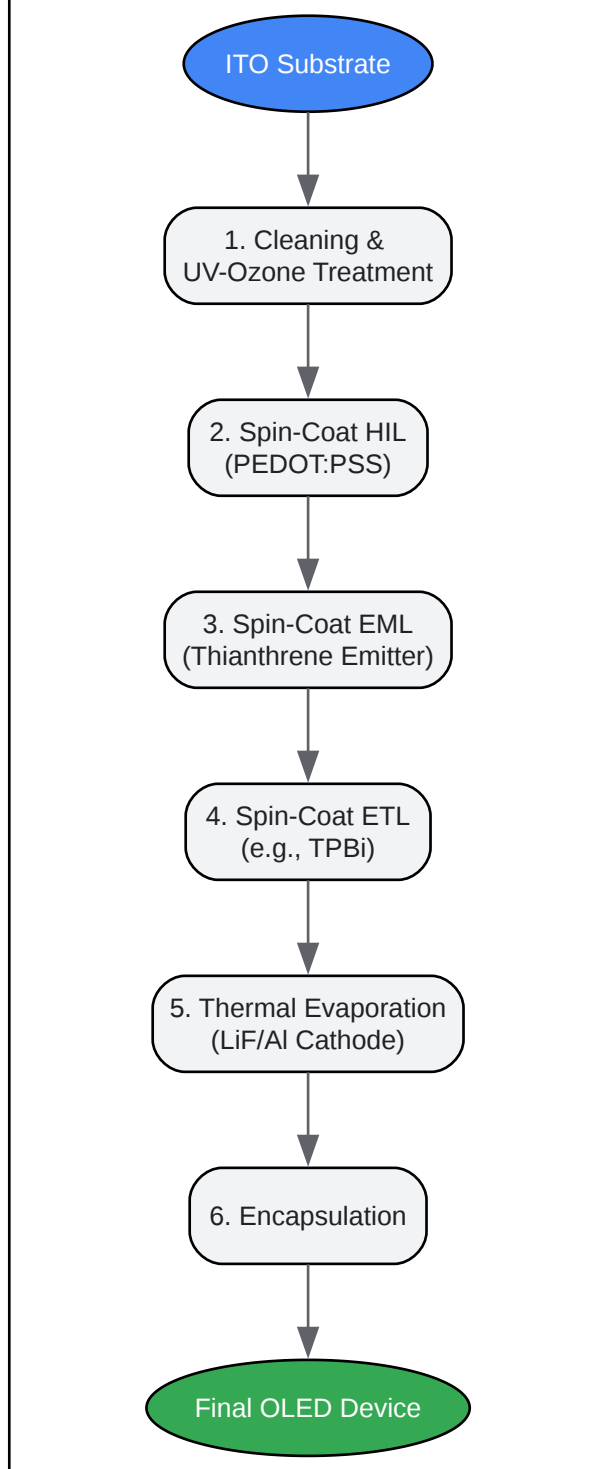 ITO Substrate
1. Cleaning &
UV-Ozone Treatment
2. Spin-Coat HIL
(PEDOT:PSS)
3. Spin-Coat EML
(Thianthrene Emitter)
4. Spin-Coat ETL
(e.g., TPBi)
5. Thermal Evaporation
(LiF/Al Cathode)
6. Encapsulation
Final OLED Device